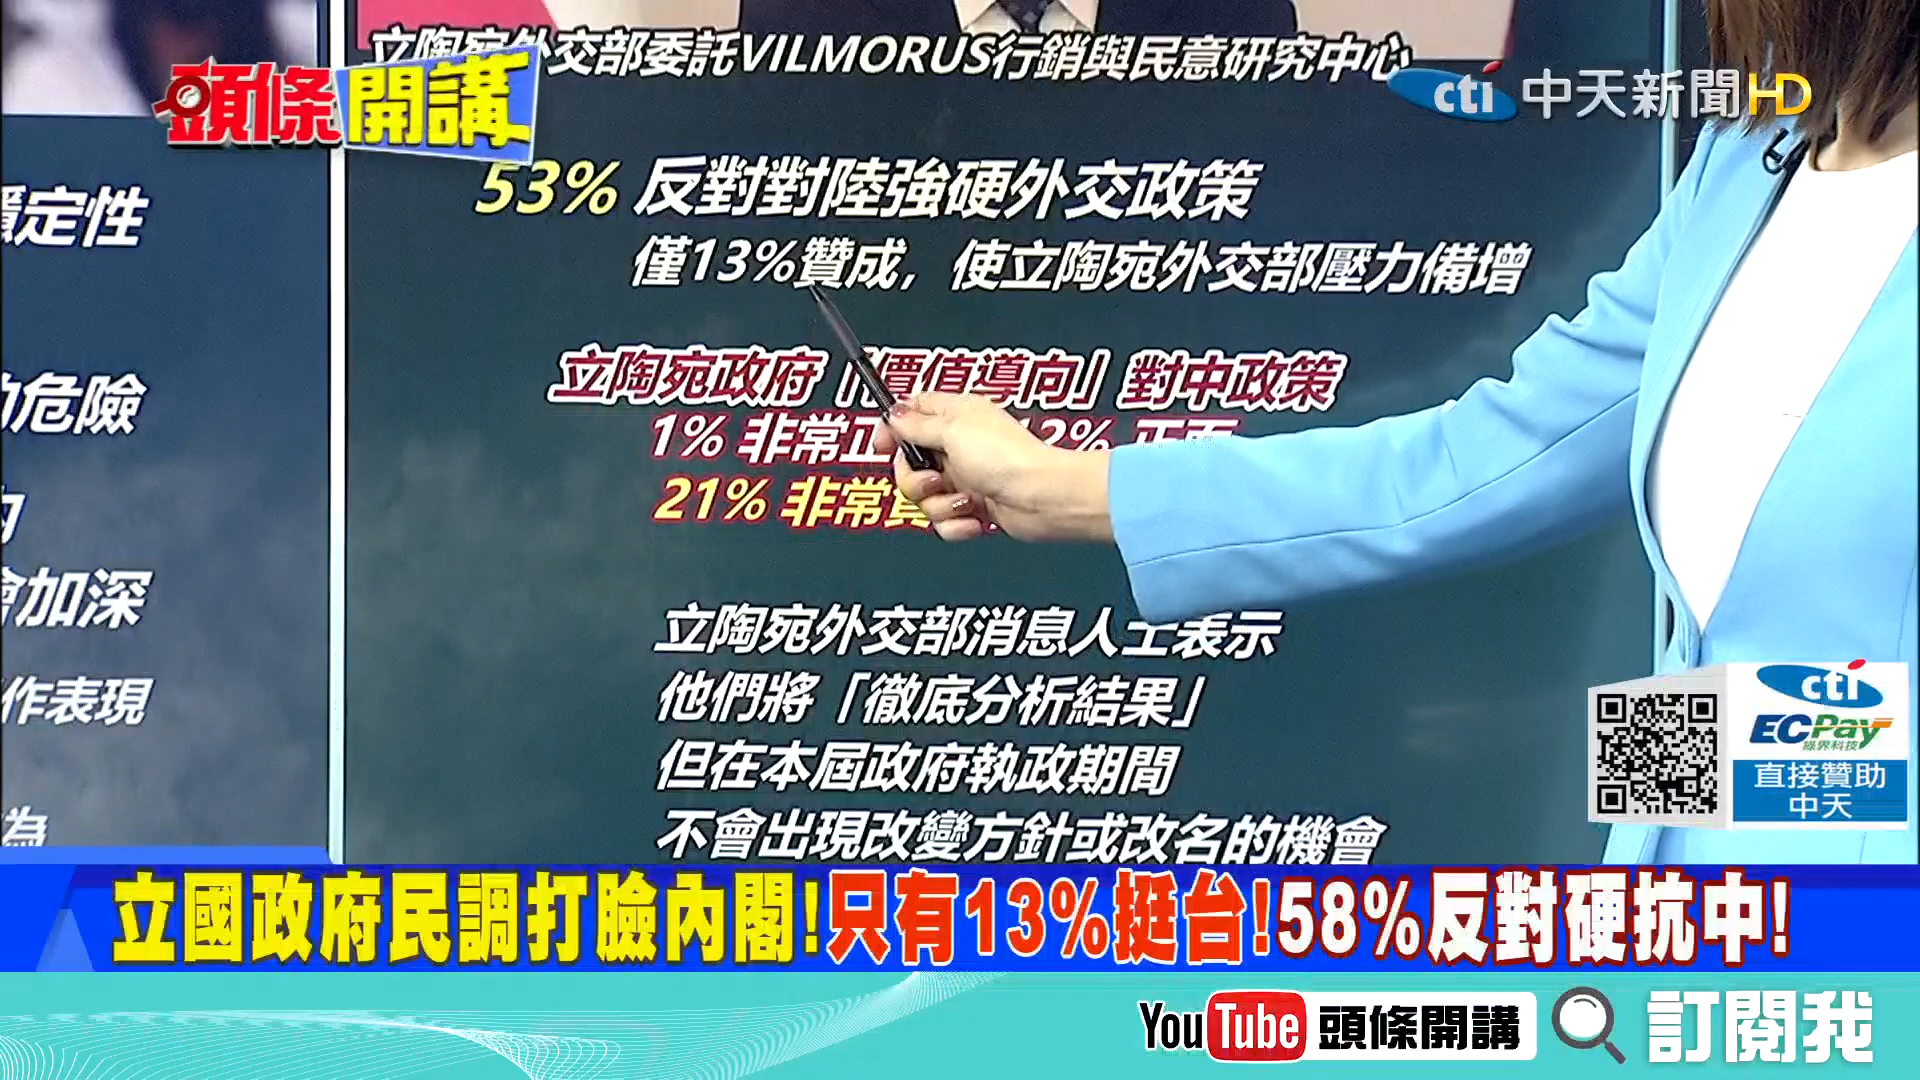 立陶宛外交部委託VILMORUS行銷與民意研究中心
頭條開講
cti 中天新聞HD
53% 反對對陸強硬外交政策
僅13%贊成，使立陶宛外交部壓力備增
立陶宛政府「價值導向」對中政策
1% 非常正 12% 正面
21% 非常負
立陶宛外交部消息人士表示
他們將「徹底分析結果」
但在本屆政府執政期間
不會出現改變方針或改名的機會
穩定性
危險
加深
作表現
為
cti
ECPay
綠界科技
直接贊助
中天
立國政府民調打臉內閣!只有13%挺台!58%反對硬抗中!
YouTube 頭條開講 訂閱我